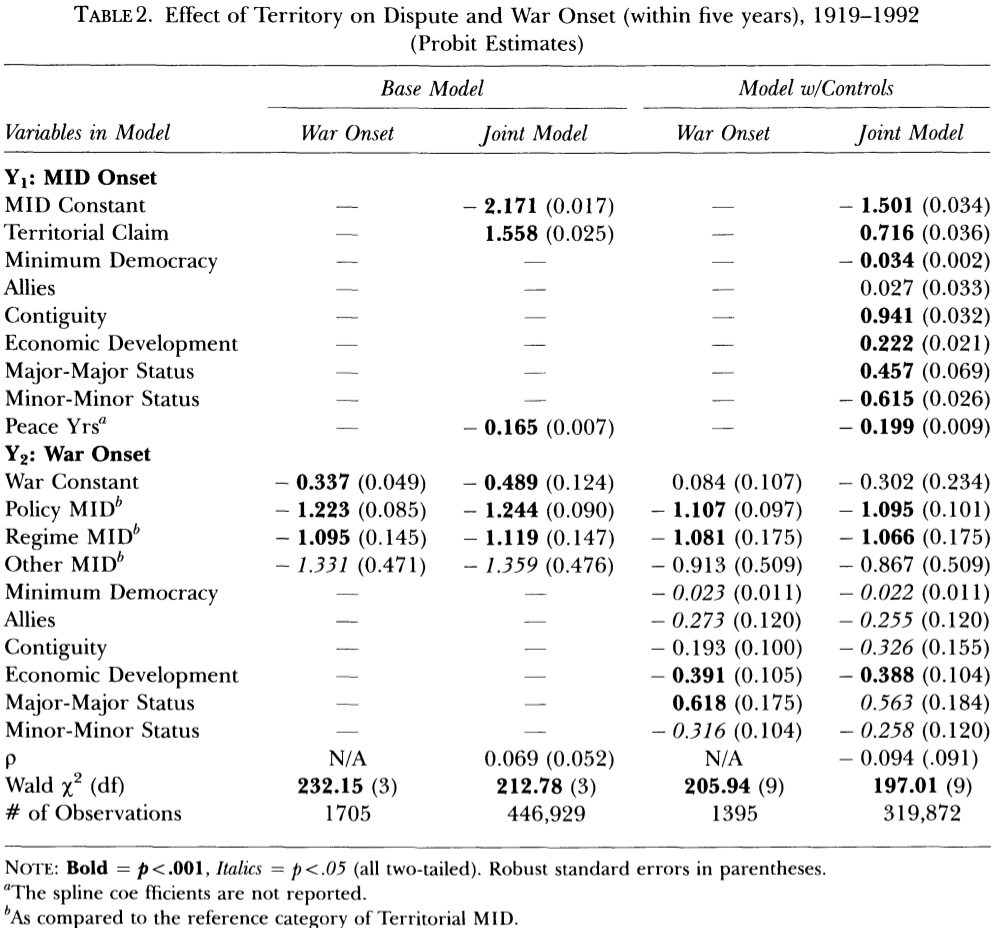 TABLE 2. Effect of Territory on Dispute and War Onset (within five years), 1919–1992
(Probit Estimates)
Base Model Model w/Controls
Variables in Model War Onset Joint Model War Onset Joint Model
Y₁: MID Onset
MID Constant — − 2.171 (0.017) — − 1.501 (0.034)
Territorial Claim — 1.558 (0.025) — 0.716 (0.036)
Minimum Democracy — — — − 0.034 (0.002)
Allies — — — 0.027 (0.033)
Contiguity — — — 0.941 (0.032)
Economic Development — — — 0.222 (0.021)
Major-Major Status — — — 0.457 (0.069)
Minor-Minor Status — — — − 0.615 (0.026)
Peace Yrsᵃ — − 0.165 (0.007) — − 0.199 (0.009)
Y₂: War Onset
War Constant − 0.337 (0.049) − 0.489 (0.124) 0.084 (0.107) − 0.302 (0.234)
Policy MIDᵇ − 1.223 (0.085) − 1.244 (0.090) − 1.107 (0.097) − 1.095 (0.101)
Regime MIDᵇ − 1.095 (0.145) − 1.119 (0.147) − 1.081 (0.175) − 1.066 (0.175)
Other MIDᵇ − 1.331 (0.471) − 1.359 (0.476) − 0.913 (0.509) − 0.867 (0.509)
Minimum Democracy — — − 0.023 (0.011) − 0.022 (0.011)
Allies — — − 0.273 (0.120) − 0.255 (0.120)
Contiguity — — − 0.193 (0.100) − 0.326 (0.155)
Economic Development — — − 0.391 (0.105) − 0.388 (0.104)
Major-Major Status — — 0.618 (0.175) 0.563 (0.184)
Minor-Minor Status — — − 0.316 (0.104) − 0.258 (0.120)
ρ N/A 0.069 (0.052) N/A − 0.094 (.091)
Wald χ² (df) 232.15 (3) 212.78 (3) 205.94 (9) 197.01 (9)
# of Observations 1705 446,929 1395 319,872
NOTE: Bold = p<.001, Italics = p<.05 (all two-tailed). Robust standard errors in parentheses.
ᵃThe spline coe fficients are not reported.
ᵇAs compared to the reference category of Territorial MID.